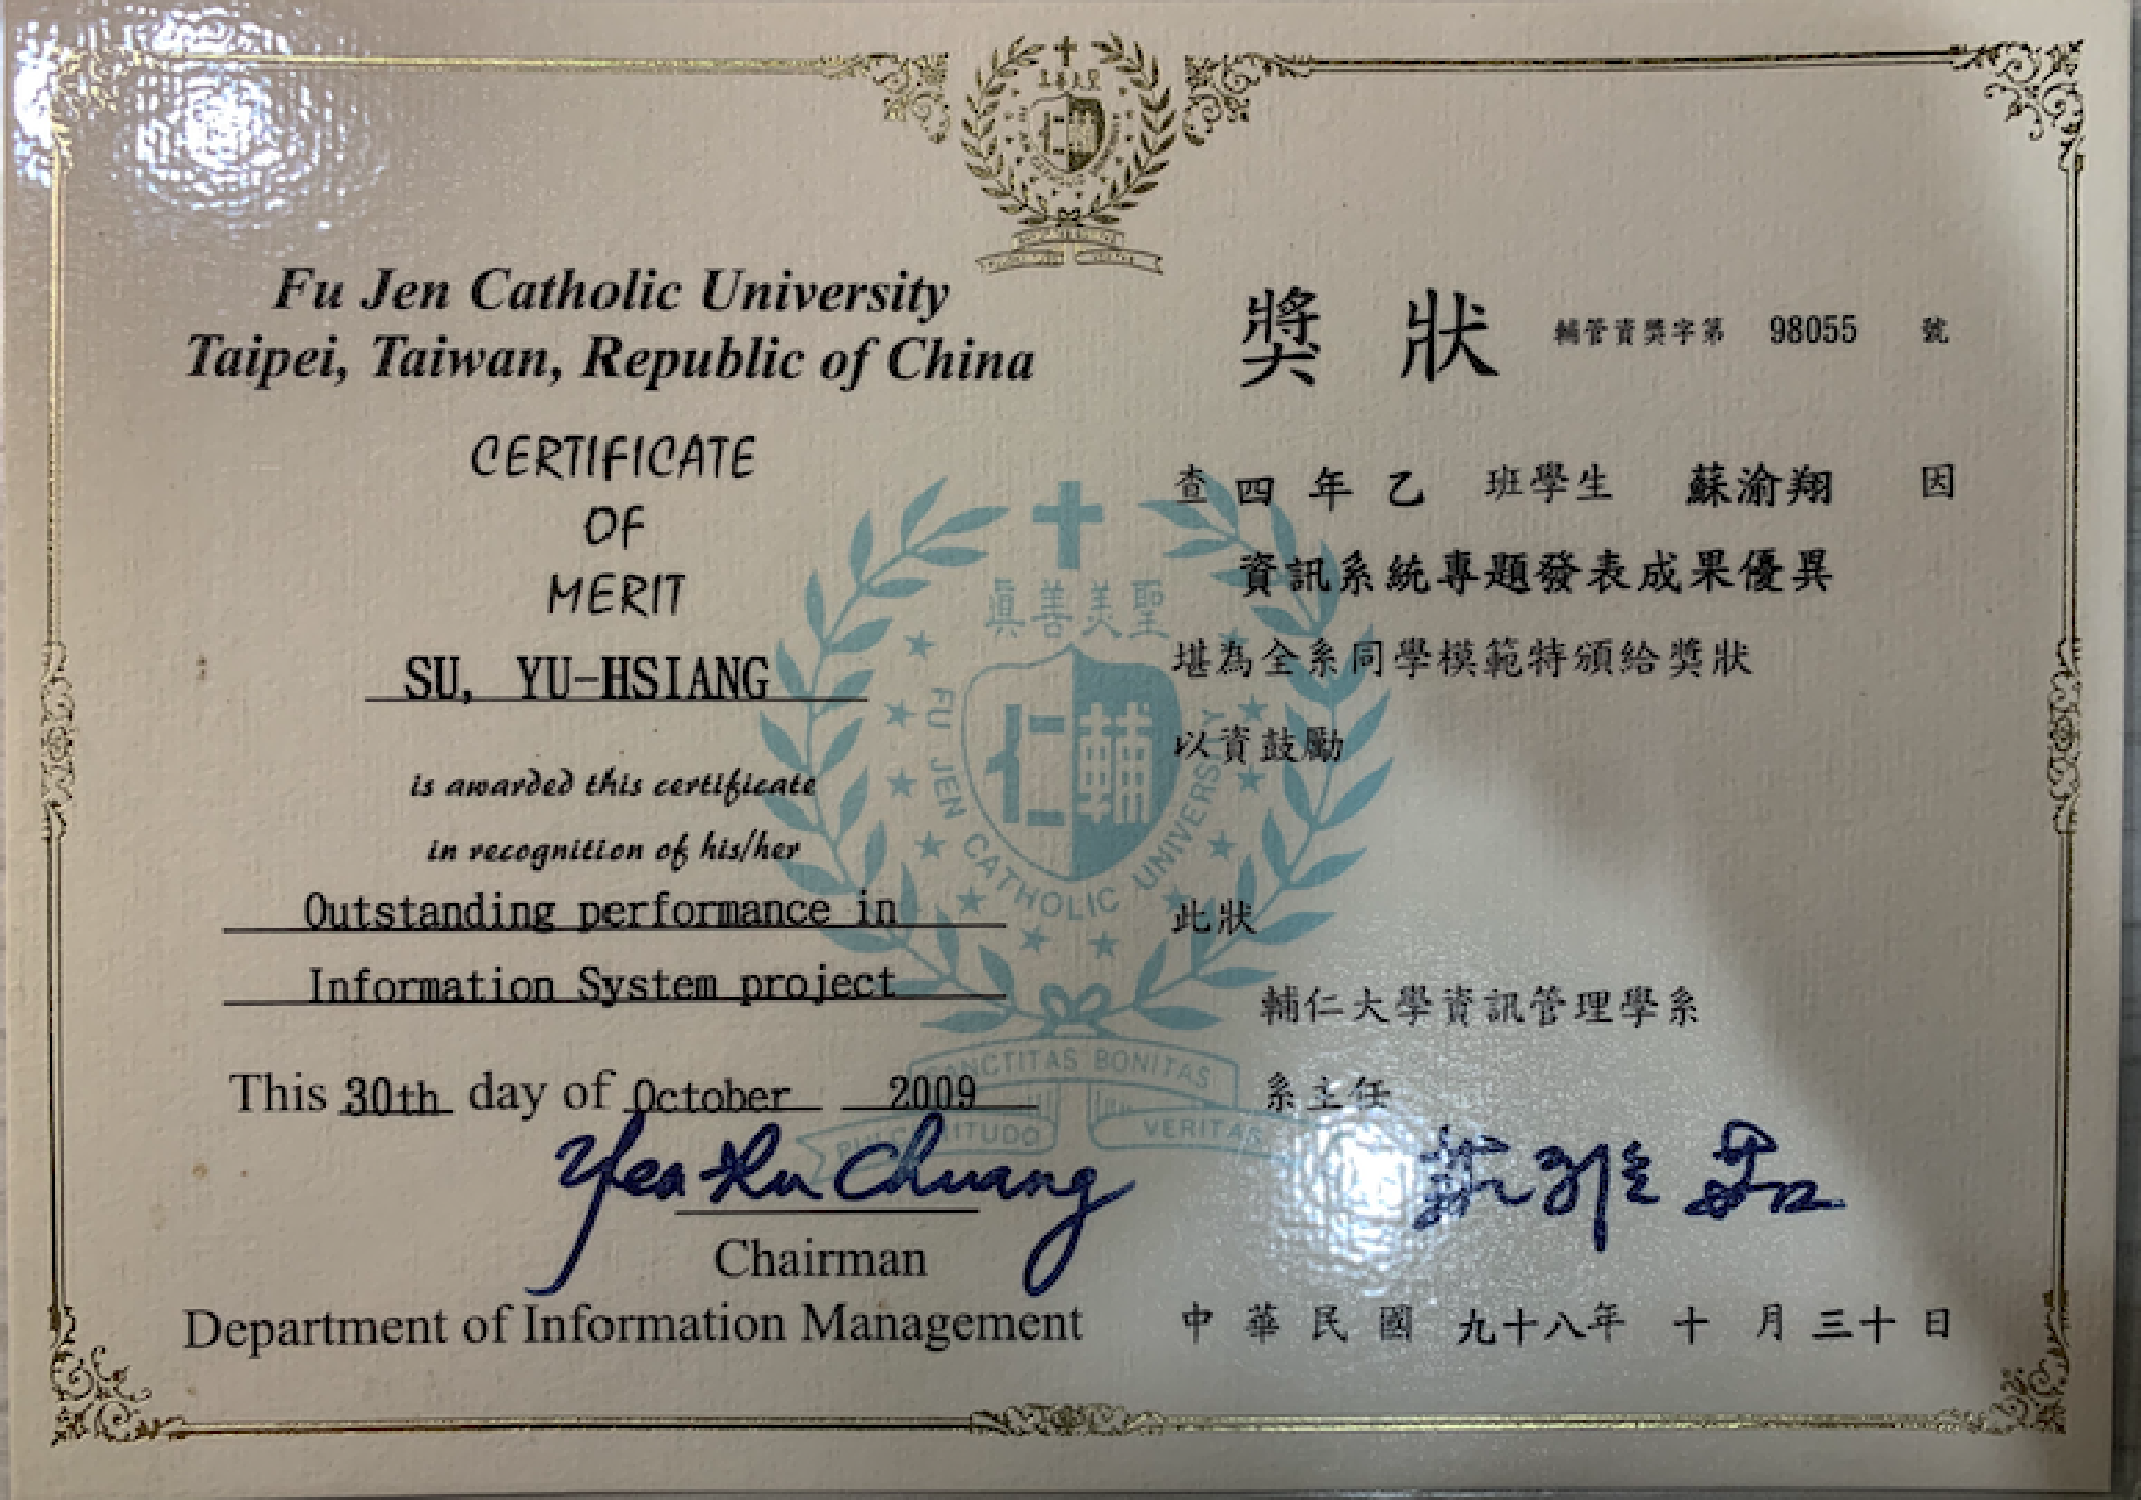 眞善美聖
仁輔
Fu Jen Catholic University
Taipei, Taiwan, Republic of China
CERTIFICATE
OF
MERIT
SU, YU-HSIANG
is awarded this certificate
in recognition of his/her
Outstanding performance in
Information System project
This 30th day of October 2009
Yea Hu Chuang
Chairman
Department of Information Management
獎狀 輔管資獎字第 98055 號
查四年乙班學生 蘇渝翔 因
資訊系統專題發表成果優異
堪為全系同學模範特頒給獎狀
以資鼓勵
此狀
輔仁大學資訊管理學系
系主任
中華民國九十八年十月三十日
眞善美聖
仁輔
FU JEN CATHOLIC UNIVERSITY
SANCTITAS BONITAS
PULCHRITUDO VERITAS